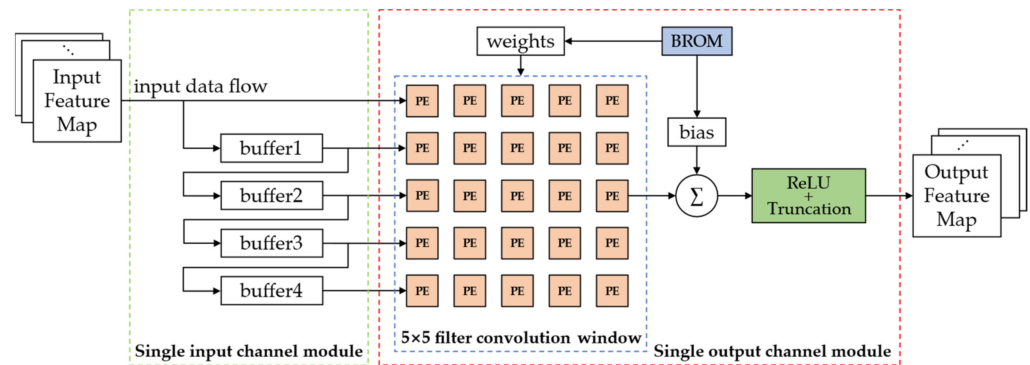 Input
Feature
Map
input data flow
buffer1
buffer2
buffer3
buffer4
Single input channel module
weights
BROM
PE PE PE PE PE
PE PE PE PE PE
PE PE PE PE PE
PE PE PE PE PE
PE PE PE PE PE
5×5 filter convolution window
bias
Σ
ReLU
+
Truncation
Single output channel module
Output
Feature
Map